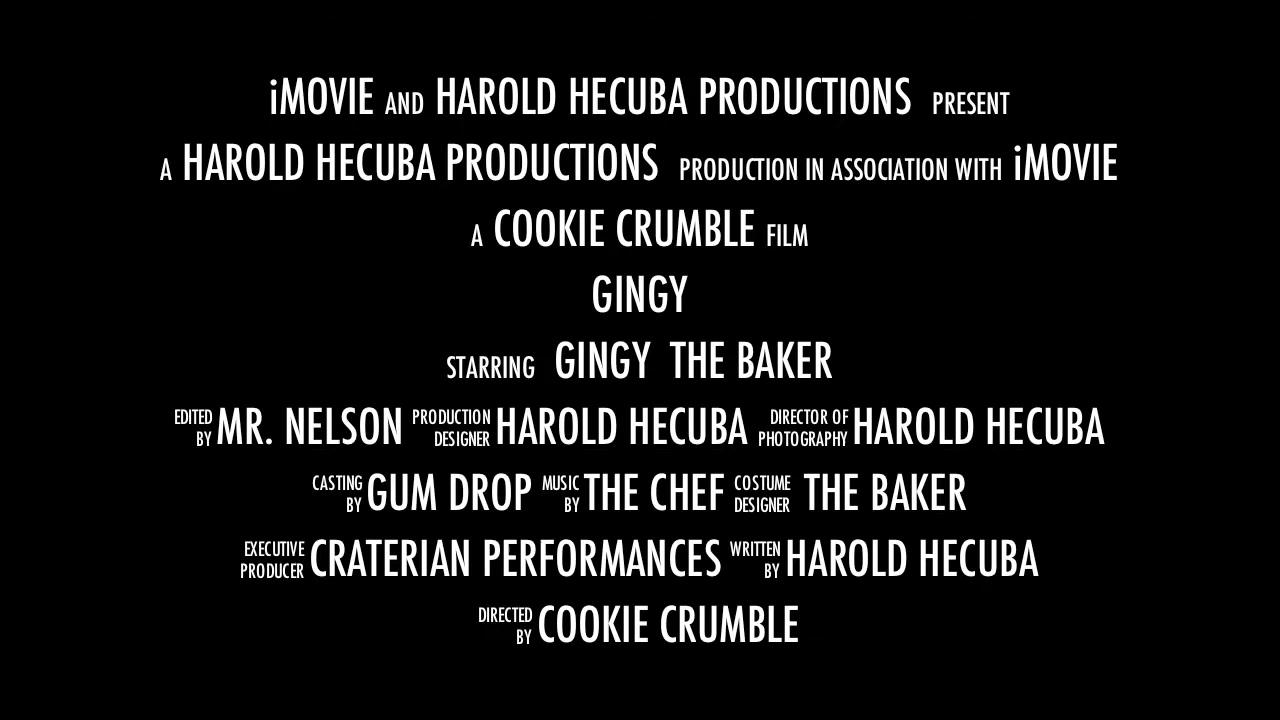 iMOVIE AND HAROLD HECUBA PRODUCTIONS PRESENT
A HAROLD HECUBA PRODUCTIONS PRODUCTION IN ASSOCIATION WITH iMOVIE
A COOKIE CRUMBLE FILM
GINGY
STARRING GINGY THE BAKER
EDITED BY MR. NELSON PRODUCTION DESIGNER HAROLD HECUBA DIRECTOR OF PHOTOGRAPHY HAROLD HECUBA
CASTING BY GUM DROP MUSIC BY THE CHEF COSTUME DESIGNER THE BAKER
EXECUTIVE PRODUCER CRATERIAN PERFORMANCES WRITTEN BY HAROLD HECUBA
DIRECTED BY COOKIE CRUMBLE